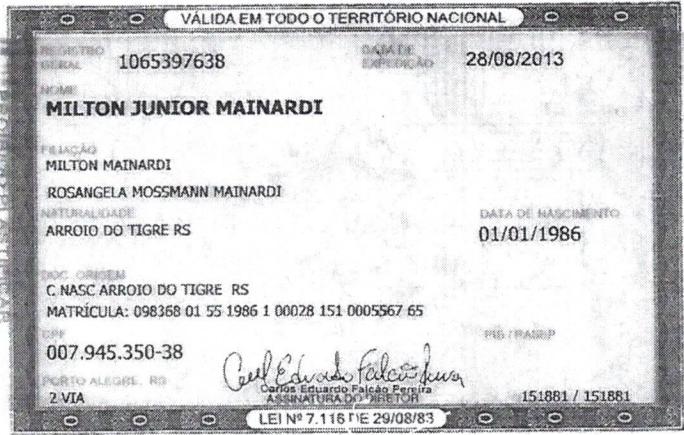 VÁLIDA EM TODO O TERRITÓRIO NACIONAL
REGISTRO GERAL 1065397638 DATA DE EXPEDIÇÃO 28/08/2013
NOME
MILTON JUNIOR MAINARDI
FILIAÇÃO
MILTON MAINARDI
ROSANGELA MOSSMANN MAINARDI
NATURALIDADE DATA DE NASCIMENTO
ARROIO DO TIGRE RS 01/01/1986
DOC. ORIGEM
C NASC ARROIO DO TIGRE RS
MATRÍCULA: 098368 01 55 1986 1 00028 151 0005567 65
CPF PIS / PASEP
007.945.350-38
PORTO ALEGRE, RS Carlos Eduardo Falcão Pereira
2 VIA ASSINATURA DO DIRETOR 151881 / 151881
LEI Nº 7.116 DE 29/08/83